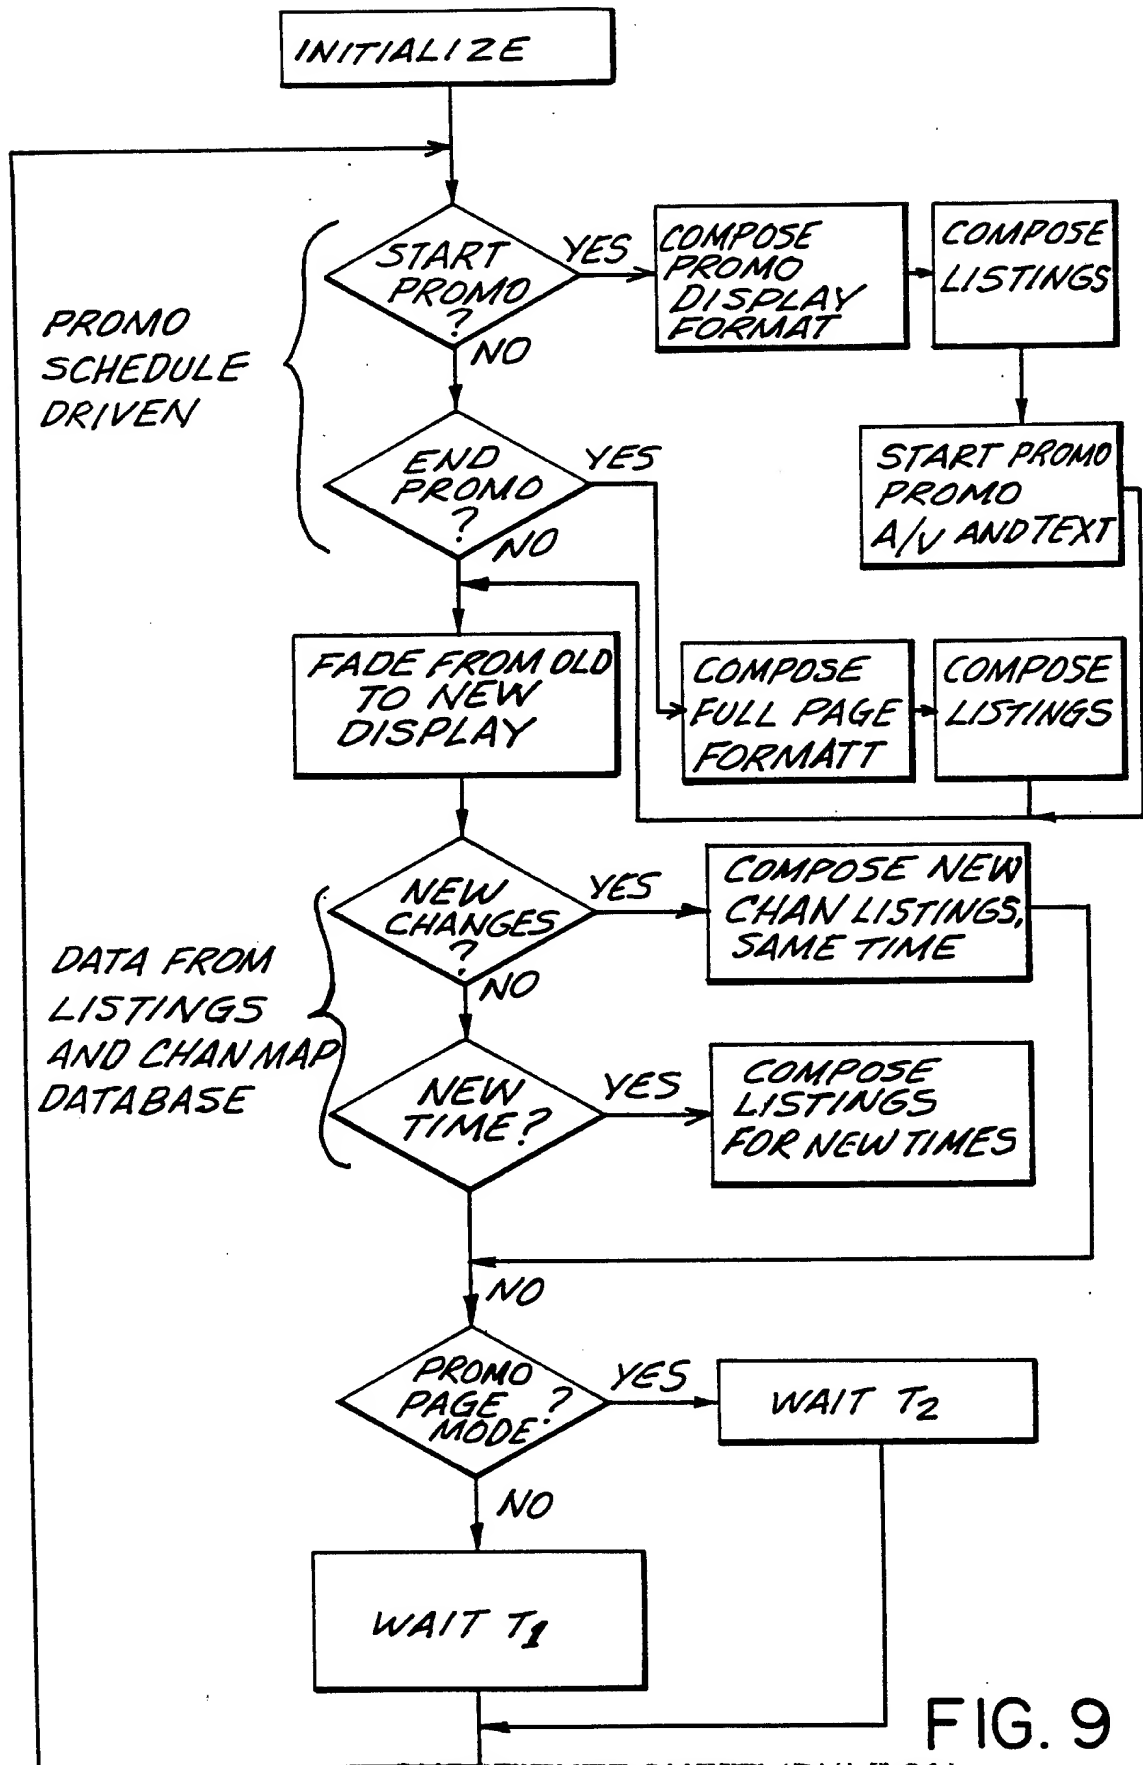 INITIALIZE
START
PROMO
?
YES
NO
COMPOSE
PROMO
DISPLAY
FORMAT
COMPOSE
LISTINGS
PROMO
SCHEDULE
DRIVEN
END
PROMO
?
YES
NO
START PROMO
PROMO
A/V AND TEXT
FADE FROM OLD
TO NEW
DISPLAY
COMPOSE
FULL PAGE
FORMATT
COMPOSE
LISTINGS
NEW
CHANGES
?
YES
NO
COMPOSE NEW
CHAN LISTINGS,
SAME TIME
DATA FROM
LISTINGS
AND CHAN MAP
DATABASE
NEW
TIME?
YES
COMPOSE
LISTINGS
FOR NEW TIMES
NO
PROMO
PAGE ?
MODE
YES
WAIT T2
NO
WAIT T1
FIG. 9